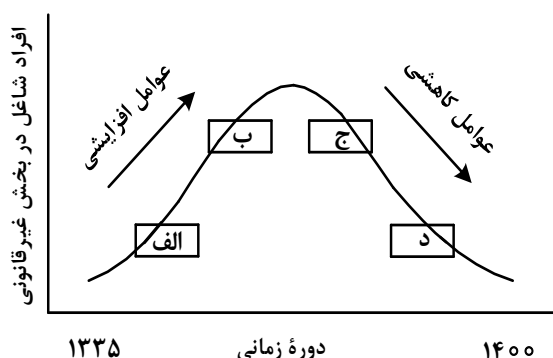 افراد شاغل در بخش غیرقانونی
عوامل افزایشی
عوامل کاهشی
ب
ج
الف
د
۱۳۳۵
دورهٔ زمانی
۱۴۰۰